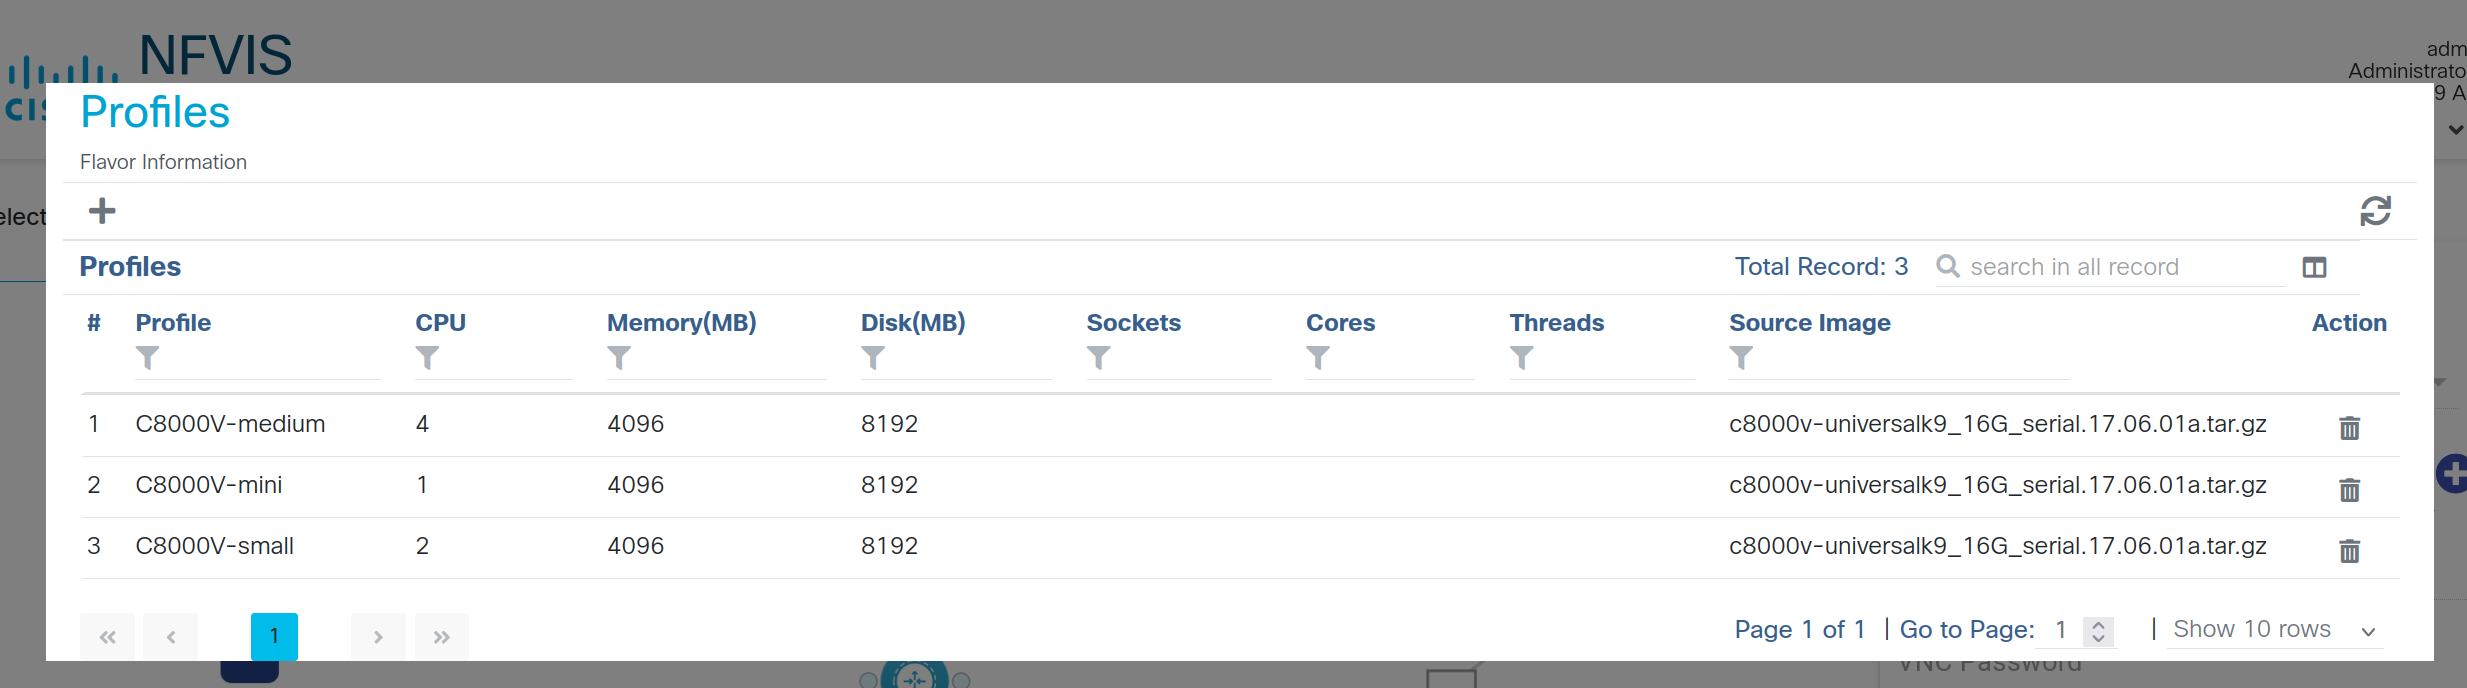 NFVIS
adm
Administrato
9 A
CIS
Profiles
Flavor Information
elect
Profiles
Total Record: 3
search in all record
# Profile CPU Memory(MB) Disk(MB) Sockets Cores Threads Source Image Action
1 C8000V-medium 4 4096 8192 c8000v-universalk9_16G_serial.17.06.01a.tar.gz
2 C8000V-mini 1 4096 8192 c8000v-universalk9_16G_serial.17.06.01a.tar.gz
3 C8000V-small 2 4096 8192 c8000v-universalk9_16G_serial.17.06.01a.tar.gz
« ‹ 1 › »
Page 1 of 1 | Go to Page: 1 | Show 10 rows
VNC Password